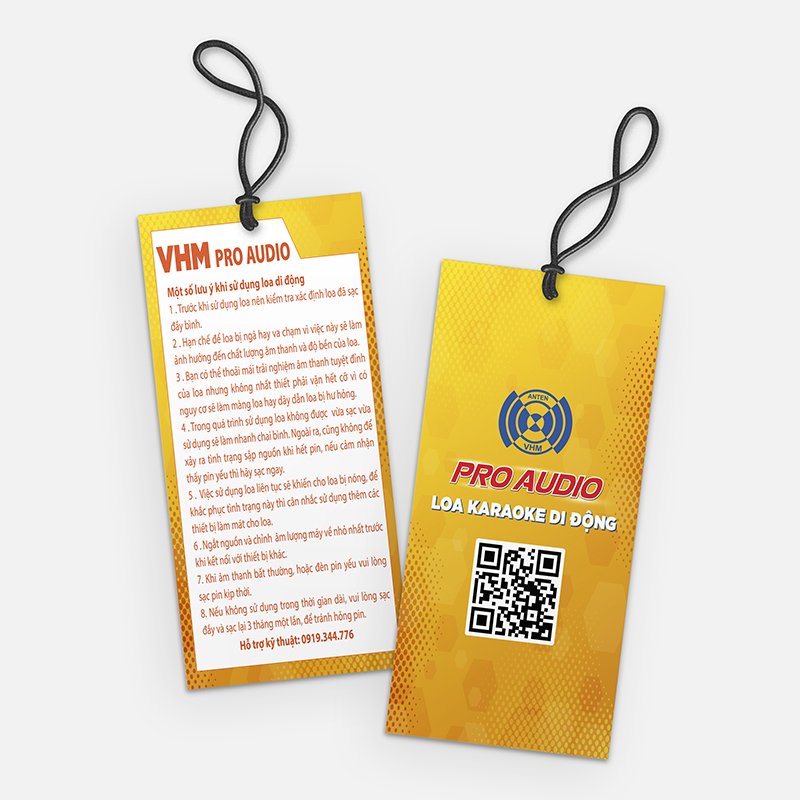 VHM PRO AUDIO
Một số lưu ý khi sử dụng loa di động
1 . Trước khi sử dụng loa nên kiểm tra xác định loa đã sạc
đầy bình.
2 . Hạn chế để loa bị ngã hay va chạm vì việc này sẽ làm
ảnh hưởng đến chất lượng âm thanh và độ bền của loa.
3 . Bạn có thể thoải mái trải nghiệm âm thanh tuyệt đỉnh
của loa nhưng không nhất thiết phải vặn hết cỡ vì có
nguy cơ sẽ làm màng loa hay dây dẫn loa bị hư hỏng.
4 . Trong quá trình sử dụng loa không được vừa sạc vừa
sử dụng sẽ làm nhanh chai bình. Ngoài ra, cũng không để
xảy ra tình trạng sập nguồn khi hết pin, nếu cảm nhận
thấy pin yếu thì hãy sạc ngay.
5 . Việc sử dụng loa liên tục sẽ khiến cho loa bị nóng, để
khắc phục tình trạng này thì cân nhắc sử dụng thêm các
thiết bị làm mát cho loa.
6 . Ngắt nguồn và chỉnh âm lượng máy về nhỏ nhất trước
khi kết nối với thiết bị khác.
7. Khi âm thanh bất thường, hoặc đèn pin yếu vui lòng
sạc pin kịp thời.
8. Nếu không sử dụng trong thời gian dài, vui lòng sạc
đầy và sạc lại 3 tháng một lần, để tránh hỏng pin.
Hỗ trợ kỹ thuật: 0919.344.776
ANTEN
VHM
PRO AUDIO
LOA KARAOKE DI ĐỘNG